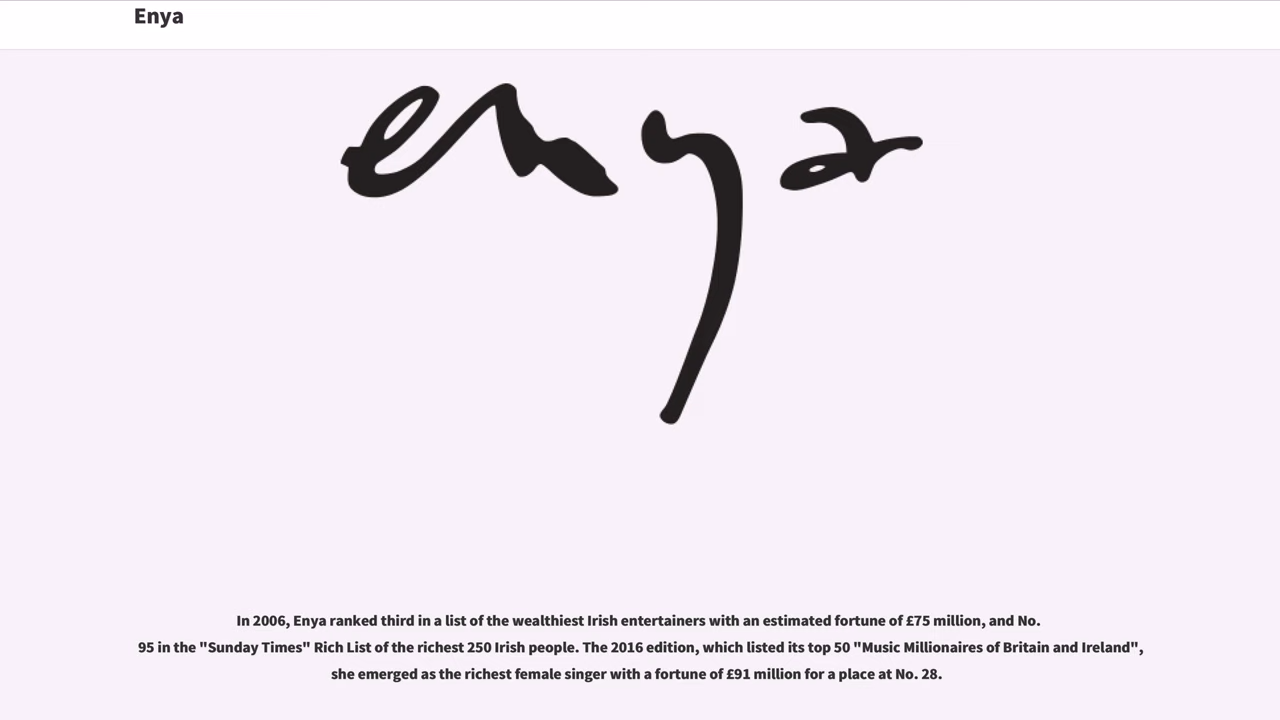 Enya
enya
In 2006, Enya ranked third in a list of the wealthiest Irish entertainers with an estimated fortune of £75 million, and No.
95 in the "Sunday Times" Rich List of the richest 250 Irish people. The 2016 edition, which listed its top 50 "Music Millionaires of Britain and Ireland",
she emerged as the richest female singer with a fortune of £91 million for a place at No. 28.